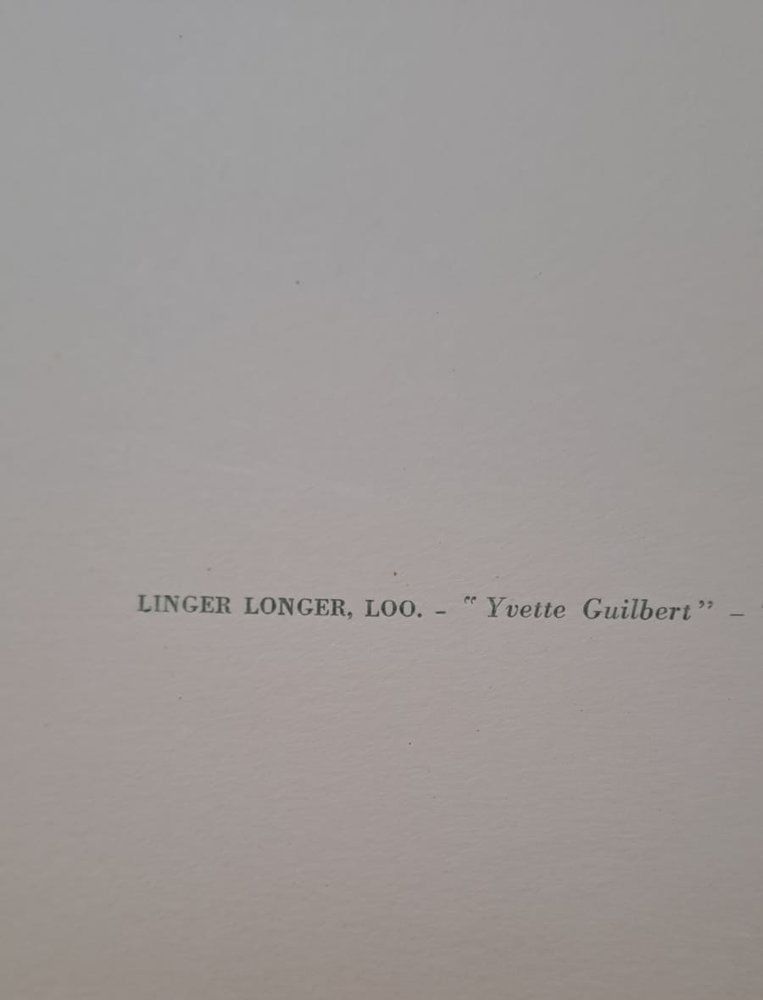 LINGER LONGER, LOO. – “ Yvette Guilbert ” –